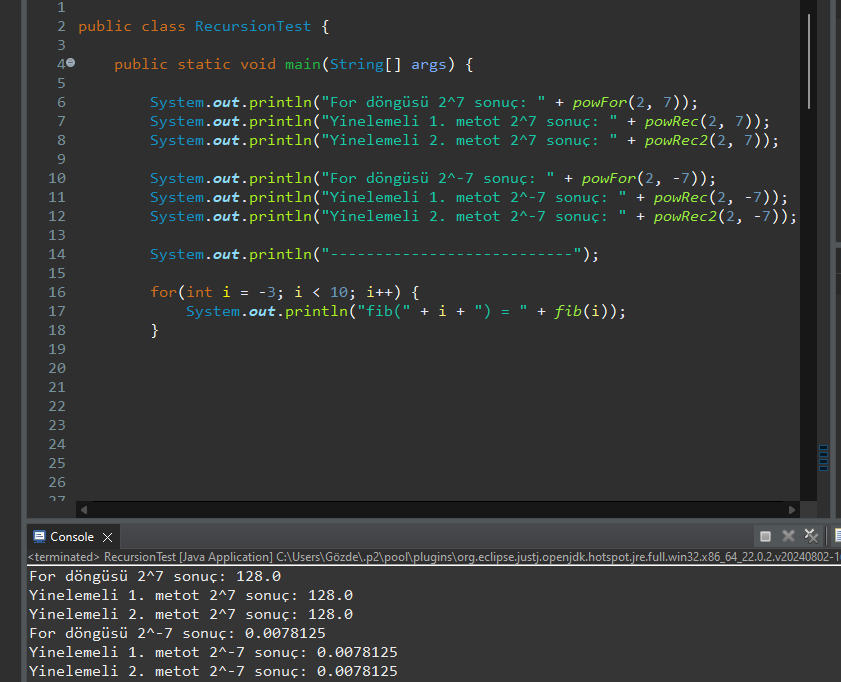 1
2 public class RecursionTest {
3
4 public static void main(String[] args) {
5
6 System.out.println("For döngüsü 2^7 sonuç: " + powFor(2, 7));
7 System.out.println("Yinelemeli 1. metot 2^7 sonuç: " + powRec(2, 7));
8 System.out.println("Yinelemeli 2. metot 2^7 sonuç: " + powRec2(2, 7));
9
10 System.out.println("For döngüsü 2^-7 sonuç: " + powFor(2, -7));
11 System.out.println("Yinelemeli 1. metot 2^-7 sonuç: " + powRec(2, -7));
12 System.out.println("Yinelemeli 2. metot 2^-7 sonuç: " + powRec2(2, -7));
13
14 System.out.println("---------------------------");
15
16 for(int i = -3; i < 10; i++) {
17 System.out.println("fib(" + i + ") = " + fib(i));
18 }
19
20
21
22
23
24
25
26
27
Console
<terminated> RecursionTest [Java Application] C:\Users\Gözde\.p2\pool\plugins\org.eclipse.justj.openjdk.hotspot.jre.full.win32.x86_64_22.0.2.v20240802-1
For döngüsü 2^7 sonuç: 128.0
Yinelemeli 1. metot 2^7 sonuç: 128.0
Yinelemeli 2. metot 2^7 sonuç: 128.0
For döngüsü 2^-7 sonuç: 0.0078125
Yinelemeli 1. metot 2^-7 sonuç: 0.0078125
Yinelemeli 2. metot 2^-7 sonuç: 0.0078125